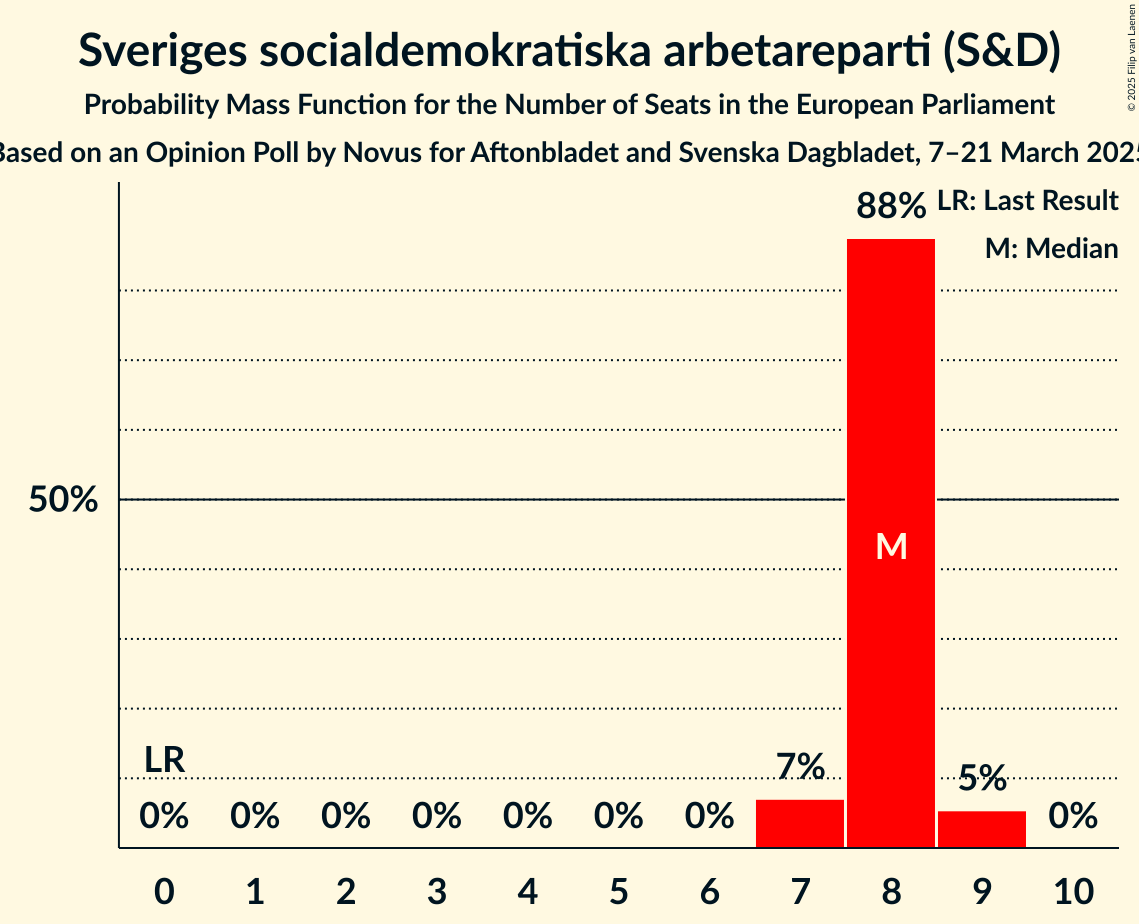 Sveriges socialdemokratiska arbetareparti (S&D)
Probability Mass Function for the Number of Seats in the European Parliament
Based on an Opinion Poll by Novus for Aftonbladet and Svenska Dagbladet, 7–21 March 2025
© 2025 Filip van Laenen
88%
LR: Last Result
M: Median
50%
M
LR
7%
5%
0% 0% 0% 0% 0% 0% 0% 0%
0 1 2 3 4 5 6 7 8 9 10